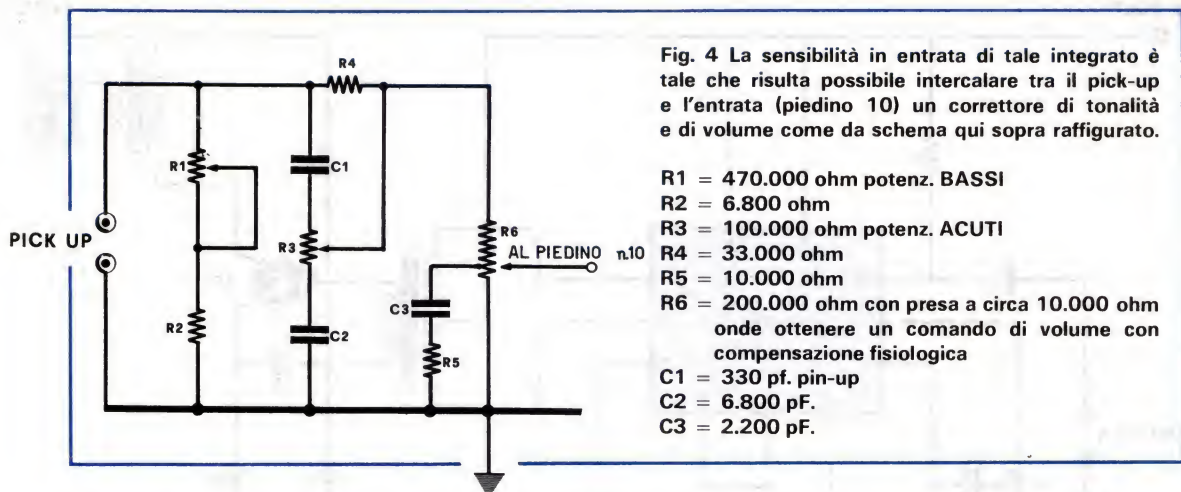 R4
R1
C1
R6
PICK UP
R3
AL PIEDINO n.10
C3
R2
C2
R5
Fig. 4 La sensibilità in entrata di tale integrato è
tale che risulta possibile intercalare tra il pick-up
e l'entrata (piedino 10) un correttore di tonalità
e di volume come da schema qui sopra raffigurato.
R1 = 470.000 ohm potenz. BASSI
R2 = 6.800 ohm
R3 = 100.000 ohm potenz. ACUTI
R4 = 33.000 ohm
R5 = 10.000 ohm
R6 = 200.000 ohm con presa a circa 10.000 ohm
onde ottenere un comando di volume con
compensazione fisiologica
C1 = 330 pf. pin-up
C2 = 6.800 pF.
C3 = 2.200 pF.